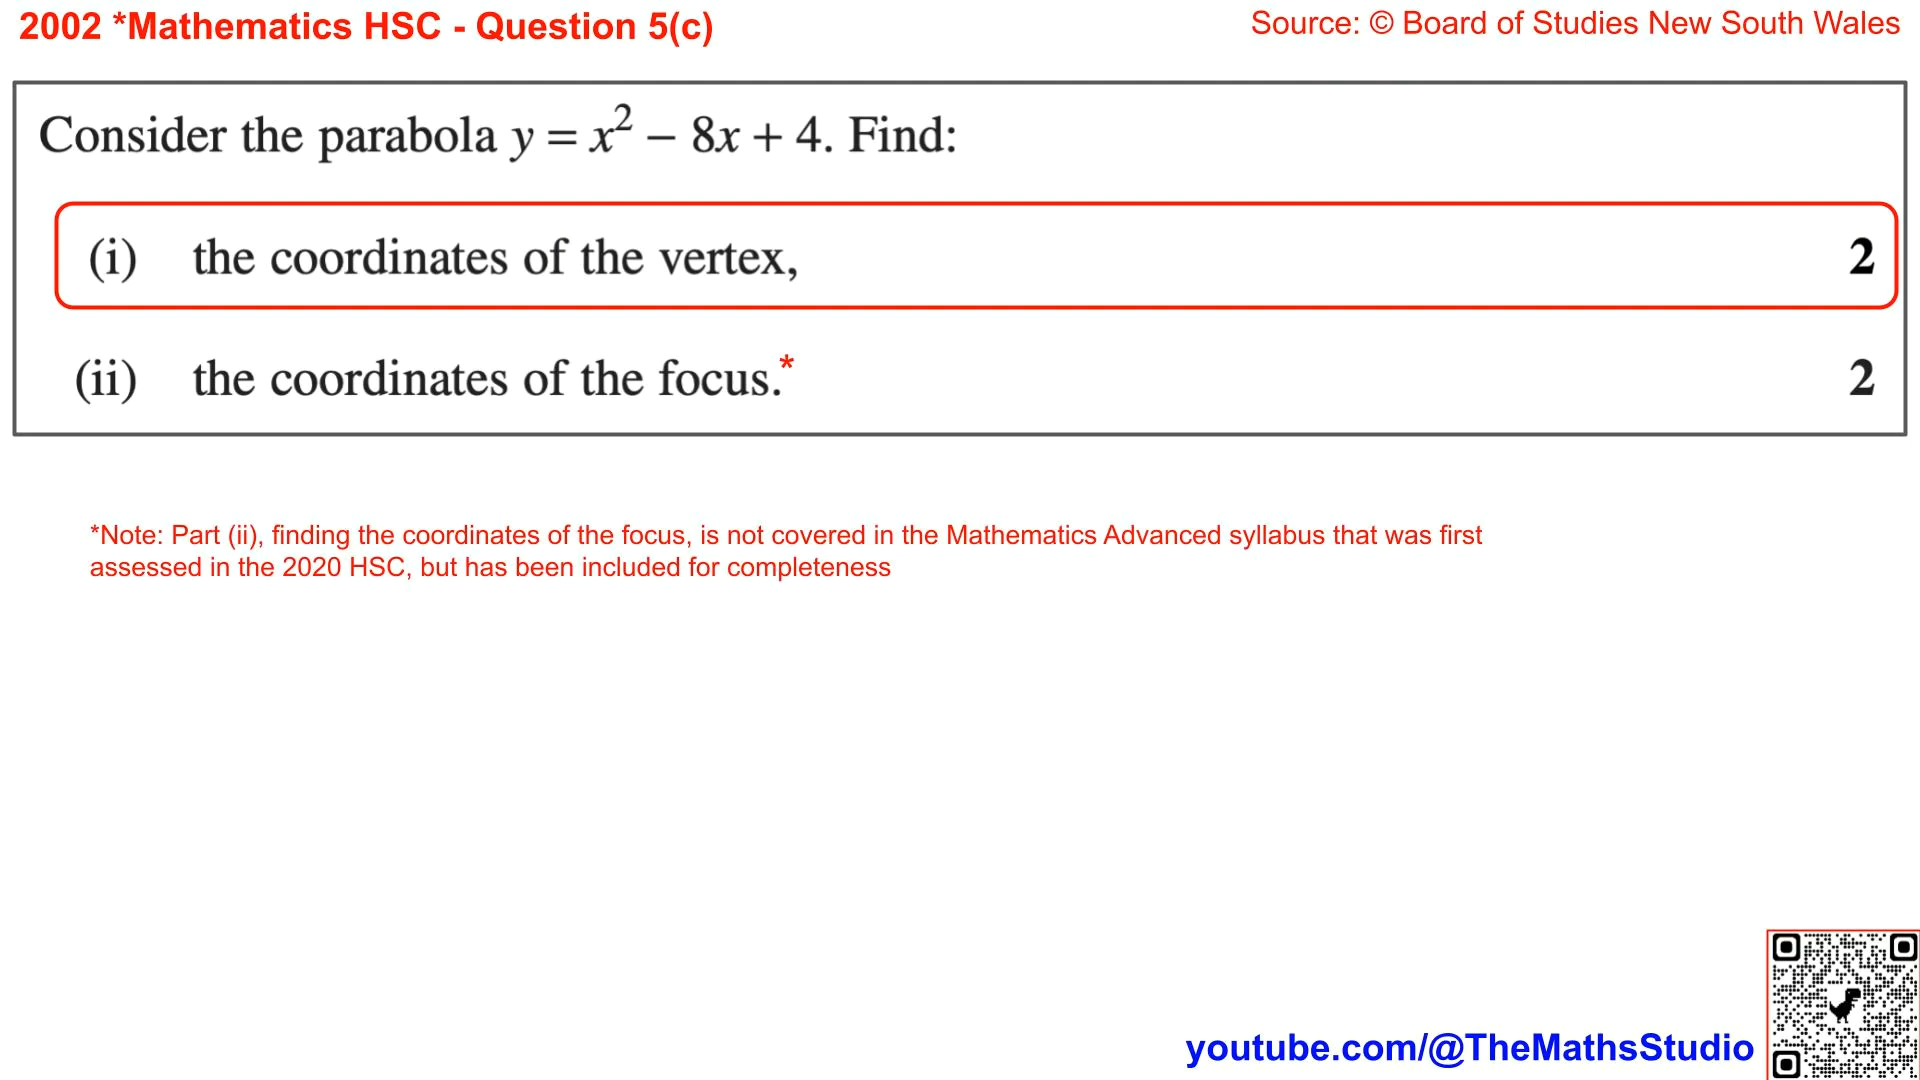 2002 *Mathematics HSC - Question 5(c)
Source: © Board of Studies New South Wales
Consider the parabola y = x² – 8x + 4. Find:
(i) the coordinates of the vertex, 2
(ii) the coordinates of the focus.* 2
*Note: Part (ii), finding the coordinates of the focus, is not covered in the Mathematics Advanced syllabus that was first
assessed in the 2020 HSC, but has been included for completeness
youtube.com/@TheMathsStudio